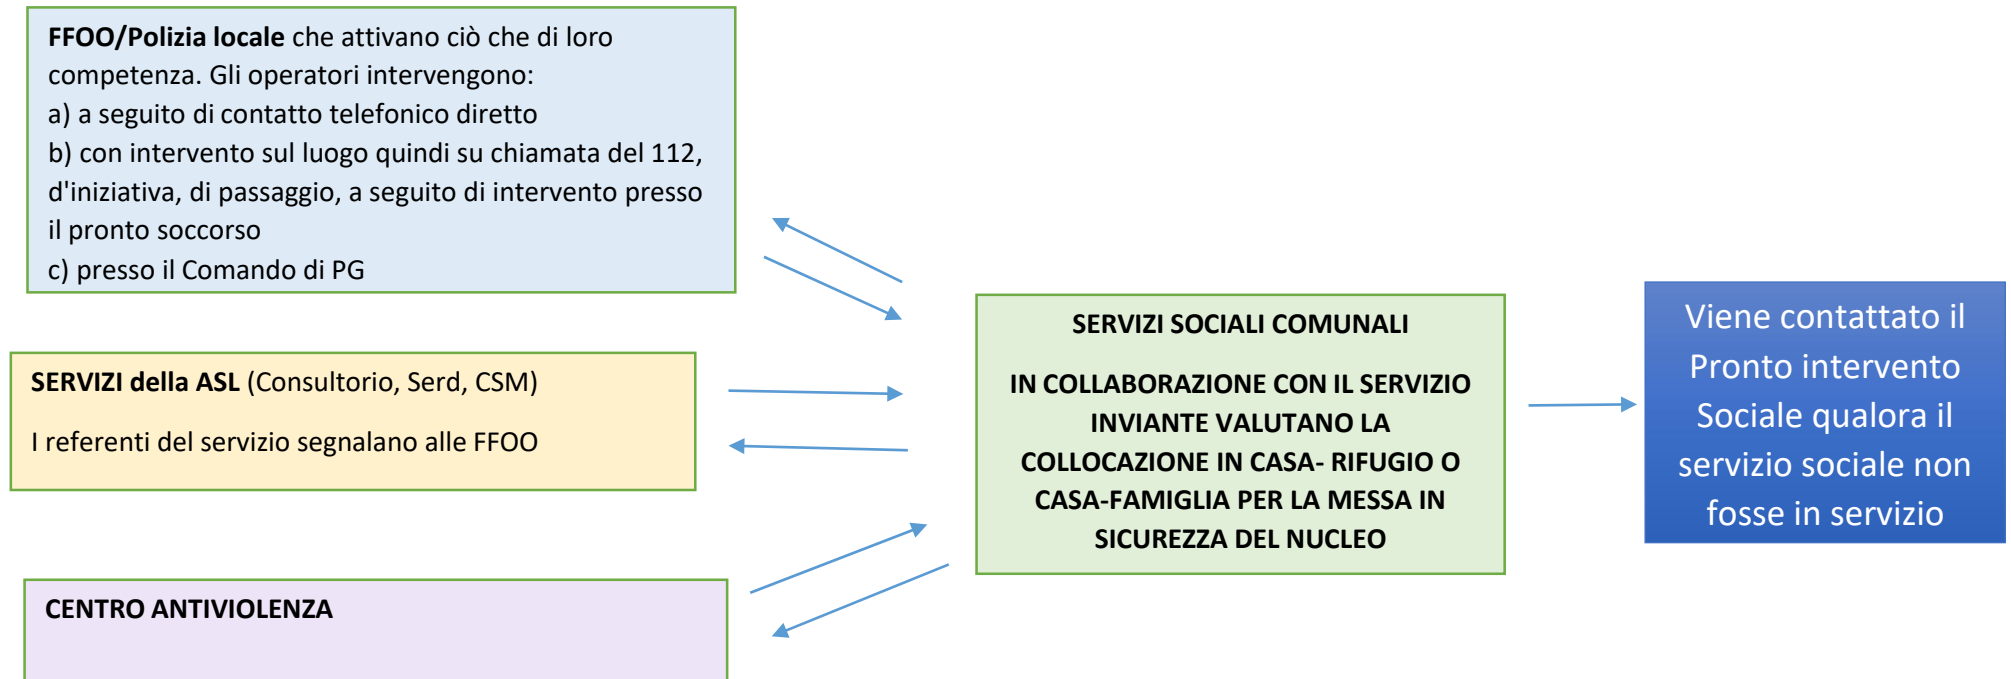 FFOO/Polizia locale che attivano ciò che di loro
competenza. Gli operatori intervengono:
a) a seguito di contatto telefonico diretto
b) con intervento sul luogo quindi su chiamata del 112,
d'iniziativa, di passaggio, a seguito di intervento presso
il pronto soccorso
c) presso il Comando di PG
SERVIZI della ASL (Consultorio, Serd, CSM)
I referenti del servizio segnalano alle FFOO
CENTRO ANTIVIOLENZA
SERVIZI SOCIALI COMUNALI
IN COLLABORAZIONE CON IL SERVIZIO
INVIANTE VALUTANO LA
COLLOCAZIONE IN CASA- RIFUGIO O
CASA-FAMIGLIA PER LA MESSA IN
SICUREZZA DEL NUCLEO
Viene contattato il
Pronto intervento
Sociale qualora il
servizio sociale non
fosse in servizio